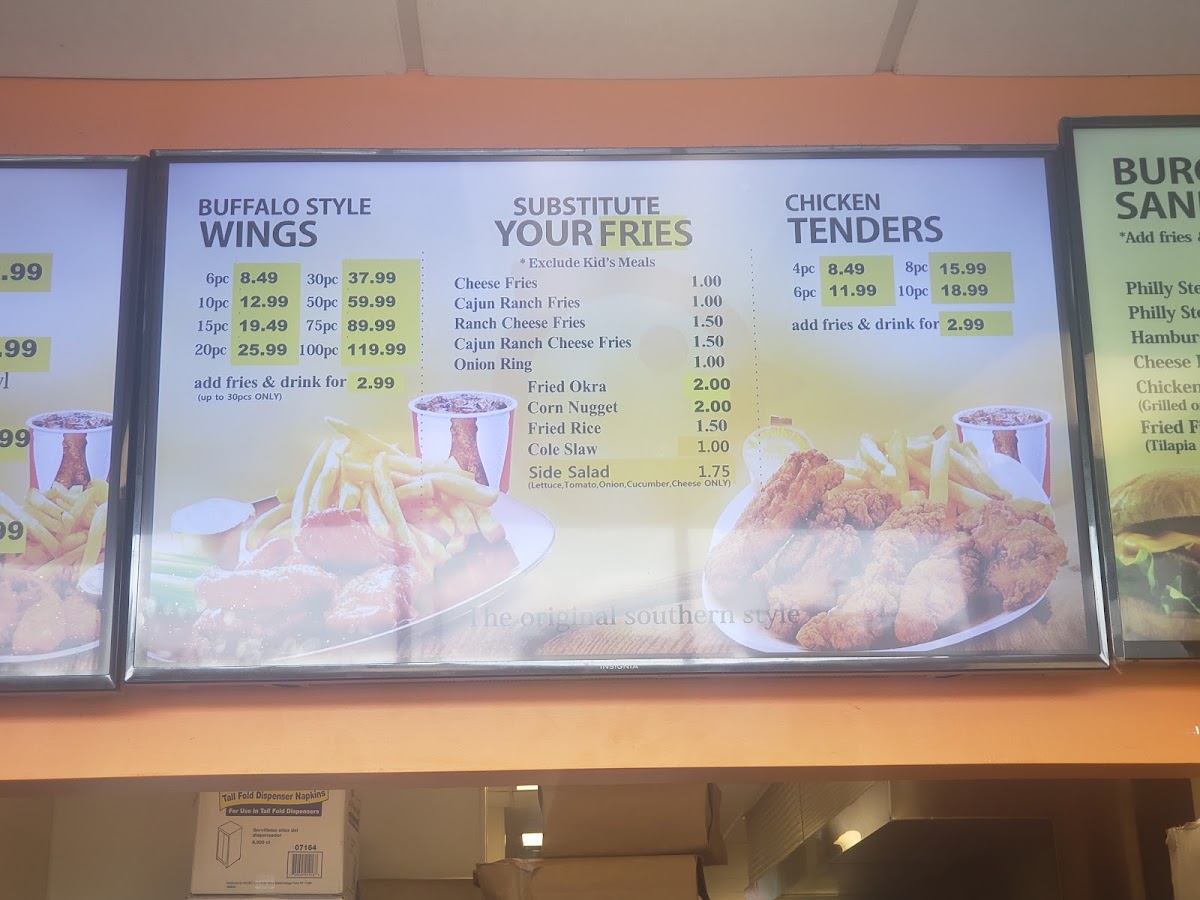 .99
.99
99
99
BUFFALO STYLE
WINGS
6pc 8.49 30pc 37.99
10pc 12.99 50pc 59.99
15pc 19.49 75pc 89.99
20pc 25.99 100pc 119.99
add fries & drink for 2.99
(up to 30pcs ONLY)
SUBSTITUTE
YOUR FRIES
* Exclude Kid's Meals
Cheese Fries 1.00
Cajun Ranch Fries 1.00
Ranch Cheese Fries 1.50
Cajun Ranch Cheese Fries 1.50
Onion Ring 1.00
Fried Okra 2.00
Corn Nugget 2.00
Fried Rice 1.50
Cole Slaw 1.00
Side Salad 1.75
(Lettuce,Tomato,Onion,Cucumber,Cheese ONLY)
CHICKEN
TENDERS
4pc 8.49 8pc 15.99
6pc 11.99 10pc 18.99
add fries & drink for 2.99
The original southern style
INSIGNIA
BURG
SAN
*Add fries &
Philly Ste
Philly Ste
Hambur
Cheese
Chicken
(Grilled o
Fried F
(Tilapia
Tall Fold Dispenser Napkins
For Use in Tall Fold Dispensers
07164